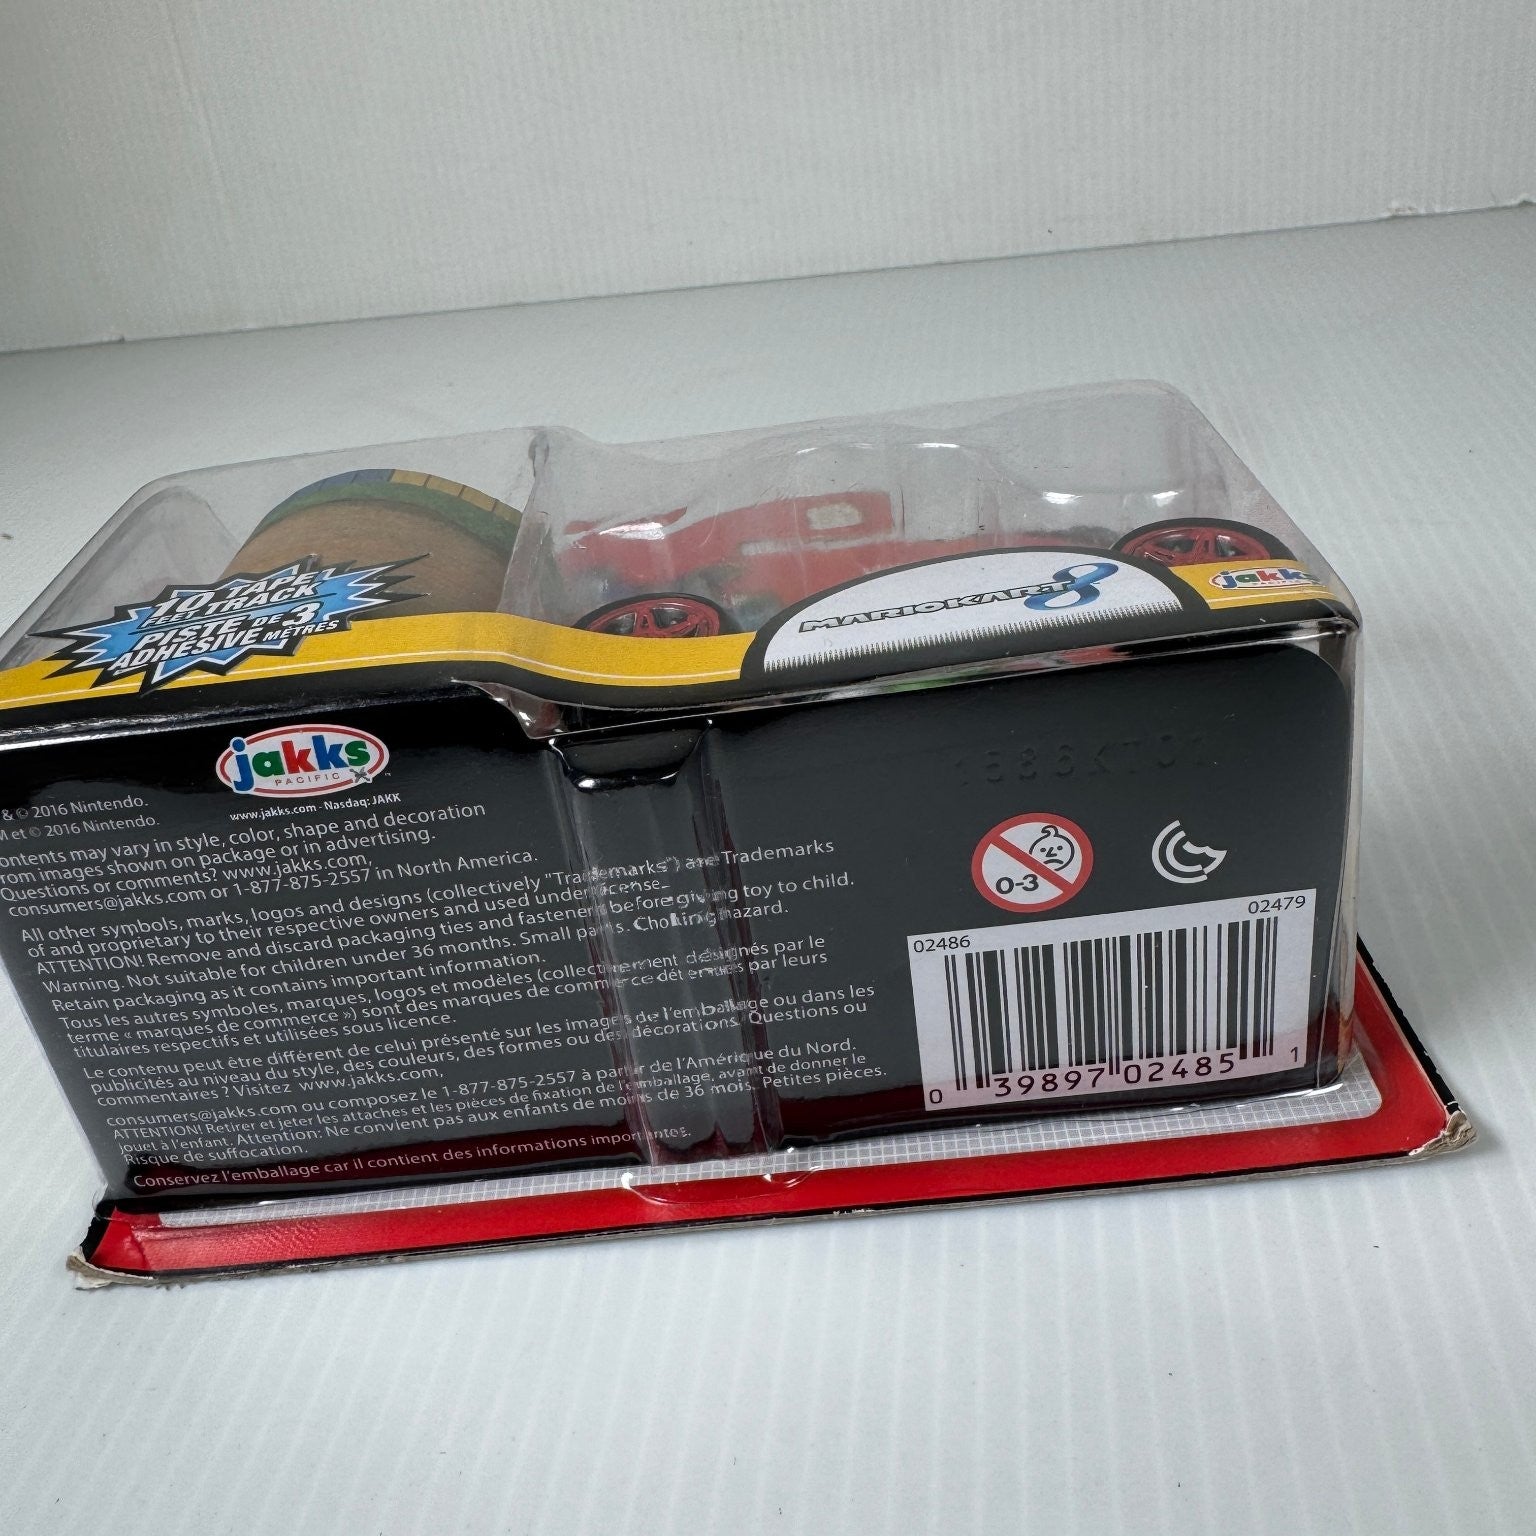 10 TAPE
FEET TRACK
PISTE DE 3
ADHESIVE MÈTRES
MARIOKART 8
jakks
PACIFIC
jakks
PACIFIC
™
www.jakks.com - Nasdaq: JAKK
& © 2016 Nintendo.
et © 2016 Nintendo.
ontents may vary in style, color, shape and decoration
rom images shown on package or in advertising.
Questions or comments? www.jakks.com,
consumers@jakks.com or 1-877-875-2557 in North America.
All other symbols, marks, logos and designs (collectively "Trademarks") are Trademarks
of and proprietary to their respective owners and used under license.
ATTENTION! Remove and discard packaging ties and fasteners before giving toy to child.
Warning. Not suitable for children under 36 months. Small parts. Choking hazard.
Retain packaging as it contains important information.
Tous les autres symboles, marques, logos et modèles (collectivement désignés par le
terme « marques de commerce ») sont des marques de commerce détenues par leurs
titulaires respectifs et utilisées sous licence.
Le contenu peut être différent de celui présenté sur les images de l'emballage ou dans les
publicités au niveau du style, des couleurs, des formes ou des décorations. Questions ou
commentaires ? Visitez www.jakks.com,
consumers@jakks.com ou composez le 1-877-875-2557 à partir de l'Amérique du Nord.
ATTENTION! Retirer et jeter les attaches et les pièces de fixation de l'emballage, avant de donner le
jouet à l'enfant. Attention: Ne convient pas aux enfants de moins de 36 mois. Petites pièces.
Risque de suffocation.
Conservez l'emballage car il contient des informations importantes.
0-3
02486
02479
0 39897 02485 1